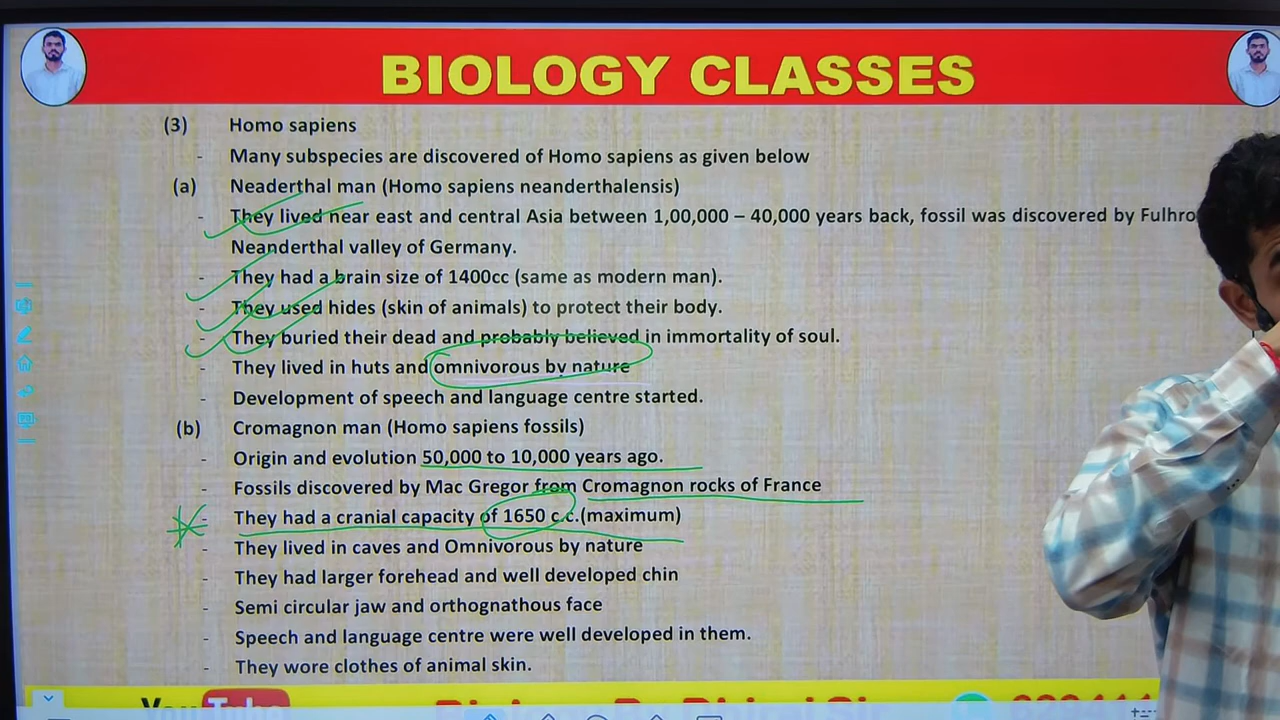 BIOLOGY CLASSES
(3) Homo sapiens
- Many subspecies are discovered of Homo sapiens as given below
(a) Neaderthal man (Homo sapiens neanderthalensis)
- They lived near east and central Asia between 1,00,000 – 40,000 years back, fossil was discovered by Fulhro
Neanderthal valley of Germany.
- They had a brain size of 1400cc (same as modern man).
- They used hides (skin of animals) to protect their body.
- They buried their dead and probably believed in immortality of soul.
- They lived in huts and omnivorous by nature
- Development of speech and language centre started.
(b) Cromagnon man (Homo sapiens fossils)
- Origin and evolution 50,000 to 10,000 years ago.
- Fossils discovered by Mac Gregor from Cromagnon rocks of France
- They had a cranial capacity of 1650 c.c.(maximum)
- They lived in caves and Omnivorous by nature
- They had larger forehead and well developed chin
- Semi circular jaw and orthognathous face
- Speech and language centre were well developed in them.
- They wore clothes of animal skin.
YouTube